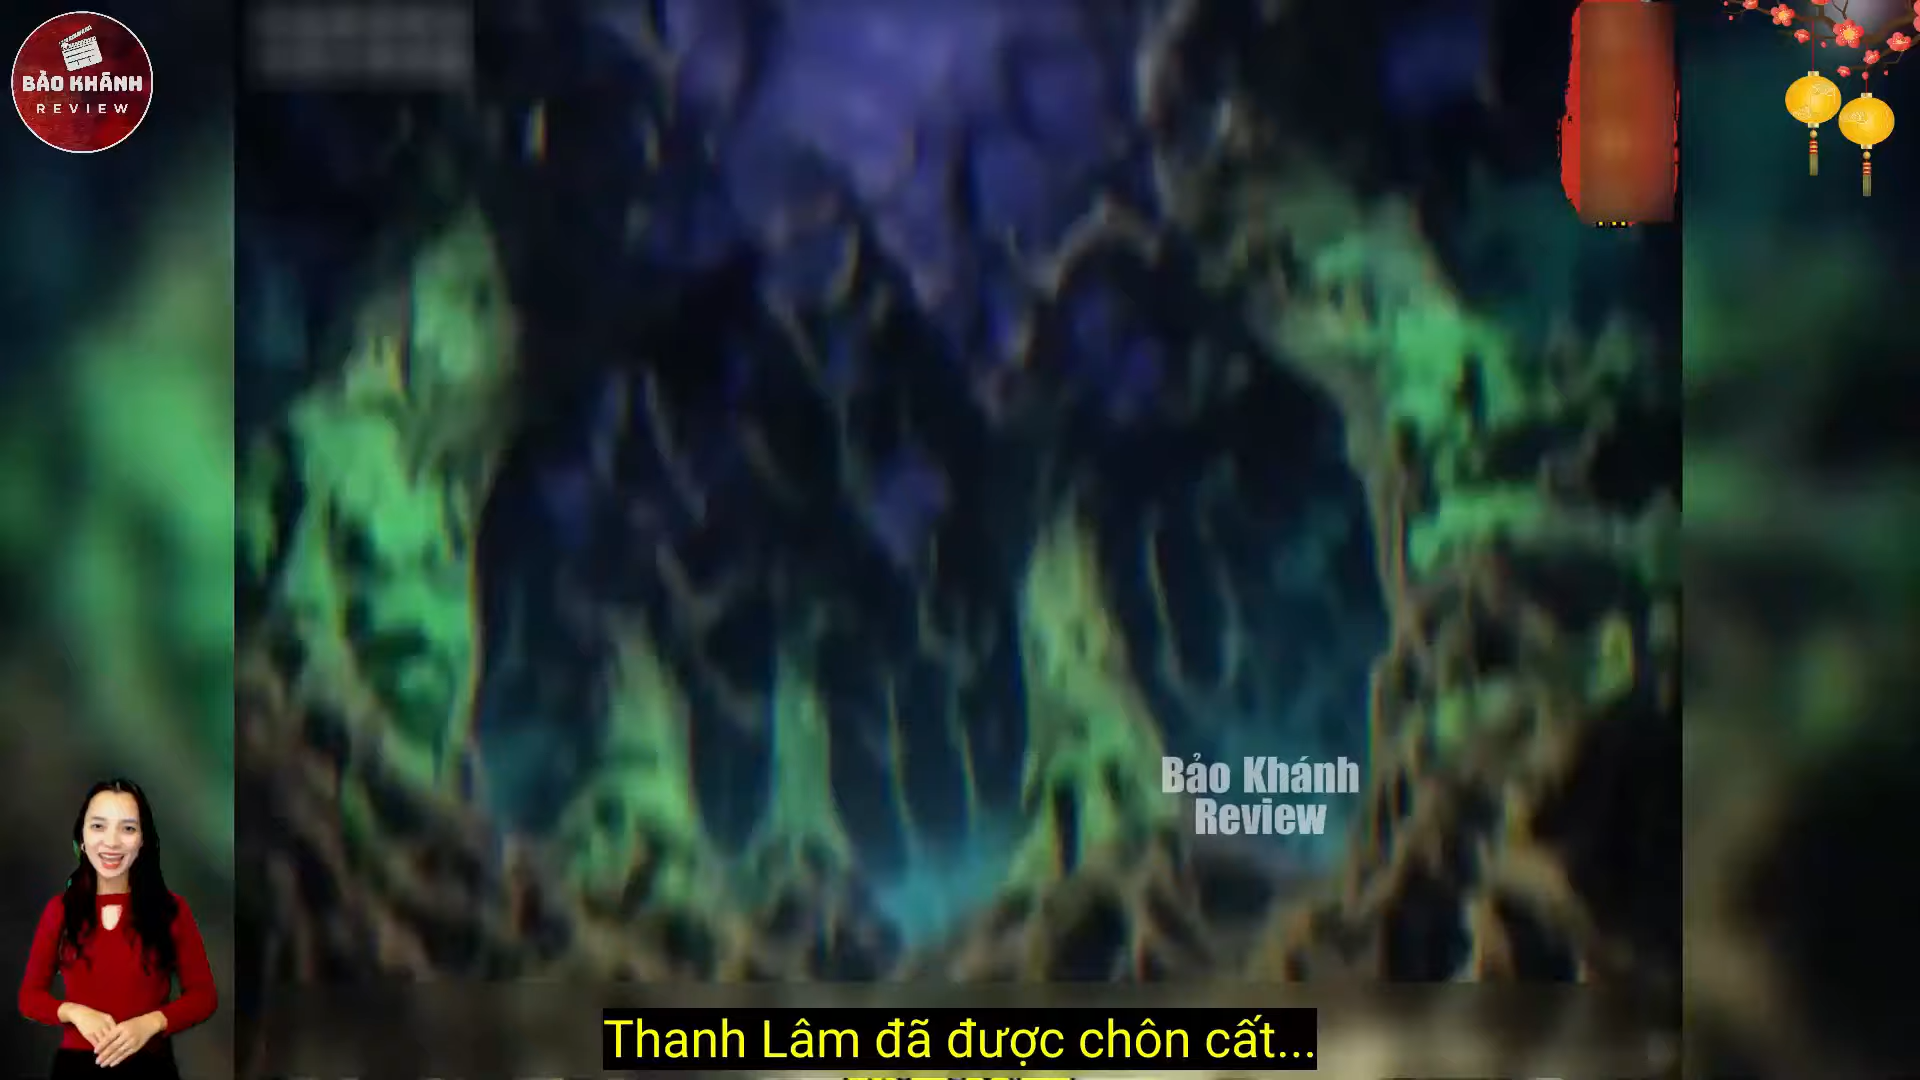 BẢO KHÁNH
REVIEW
Bảo Khánh
Review
Thanh Lâm đã được chôn cất...